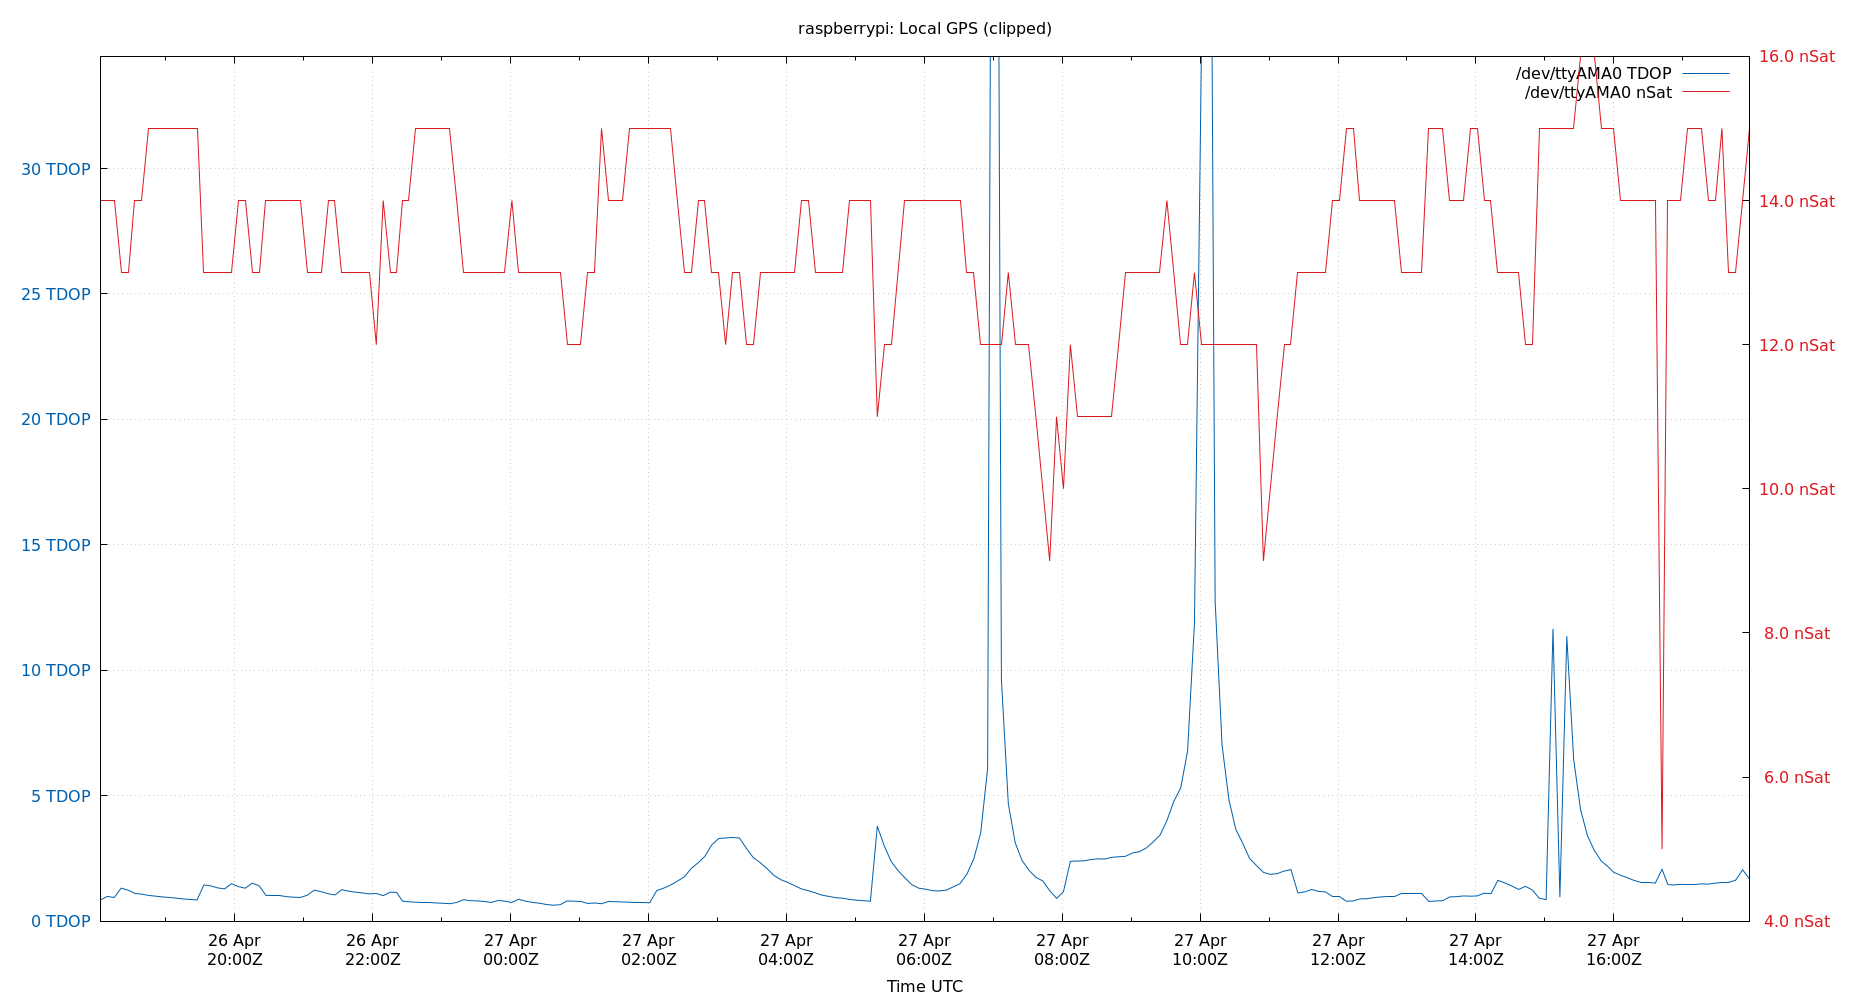 raspberrypi: Local GPS (clipped)
/dev/ttyAMA0 TDOP
/dev/ttyAMA0 nSat
30 TDOP
25 TDOP
20 TDOP
15 TDOP
10 TDOP
5 TDOP
0 TDOP
16.0 nSat
14.0 nSat
12.0 nSat
10.0 nSat
8.0 nSat
6.0 nSat
4.0 nSat
26 Apr
20:00Z
26 Apr
22:00Z
27 Apr
00:00Z
27 Apr
02:00Z
27 Apr
04:00Z
27 Apr
06:00Z
27 Apr
08:00Z
27 Apr
10:00Z
27 Apr
12:00Z
27 Apr
14:00Z
27 Apr
16:00Z
Time UTC